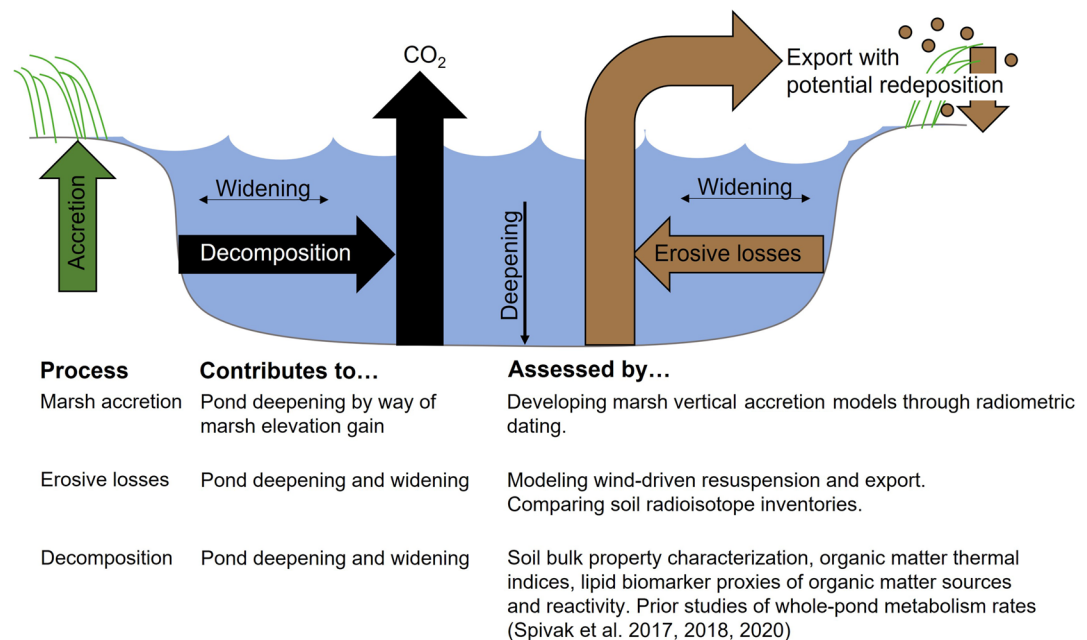 CO2
Export with
potential redeposition
Widening
Widening
Accretion
Decomposition
Deepening
Erosive losses
Process Contributes to… Assessed by…
Marsh accretion Pond deepening by way of Developing marsh vertical accretion models through radiometric
marsh elevation gain dating.
Erosive losses Pond deepening and widening Modeling wind-driven resuspension and export.
Comparing soil radioisotope inventories.
Decomposition Pond deepening and widening Soil bulk property characterization, organic matter thermal
indices, lipid biomarker proxies of organic matter sources
and reactivity. Prior studies of whole-pond metabolism rates
(Spivak et al. 2017, 2018, 2020)